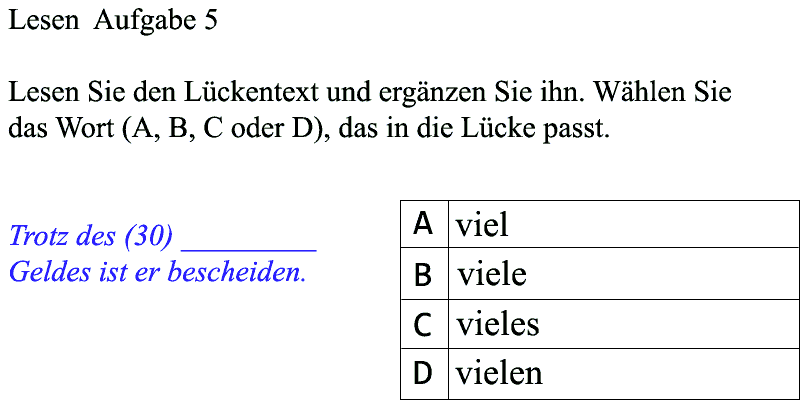 Lesen Aufgabe 5
Lesen Sie den Lückentext und ergänzen Sie ihn. Wählen Sie
das Wort (A, B, C oder D), das in die Lücke passt.
Trotz des (30) _________
Geldes ist er bescheiden.
A viel
B viele
C vieles
D vielen